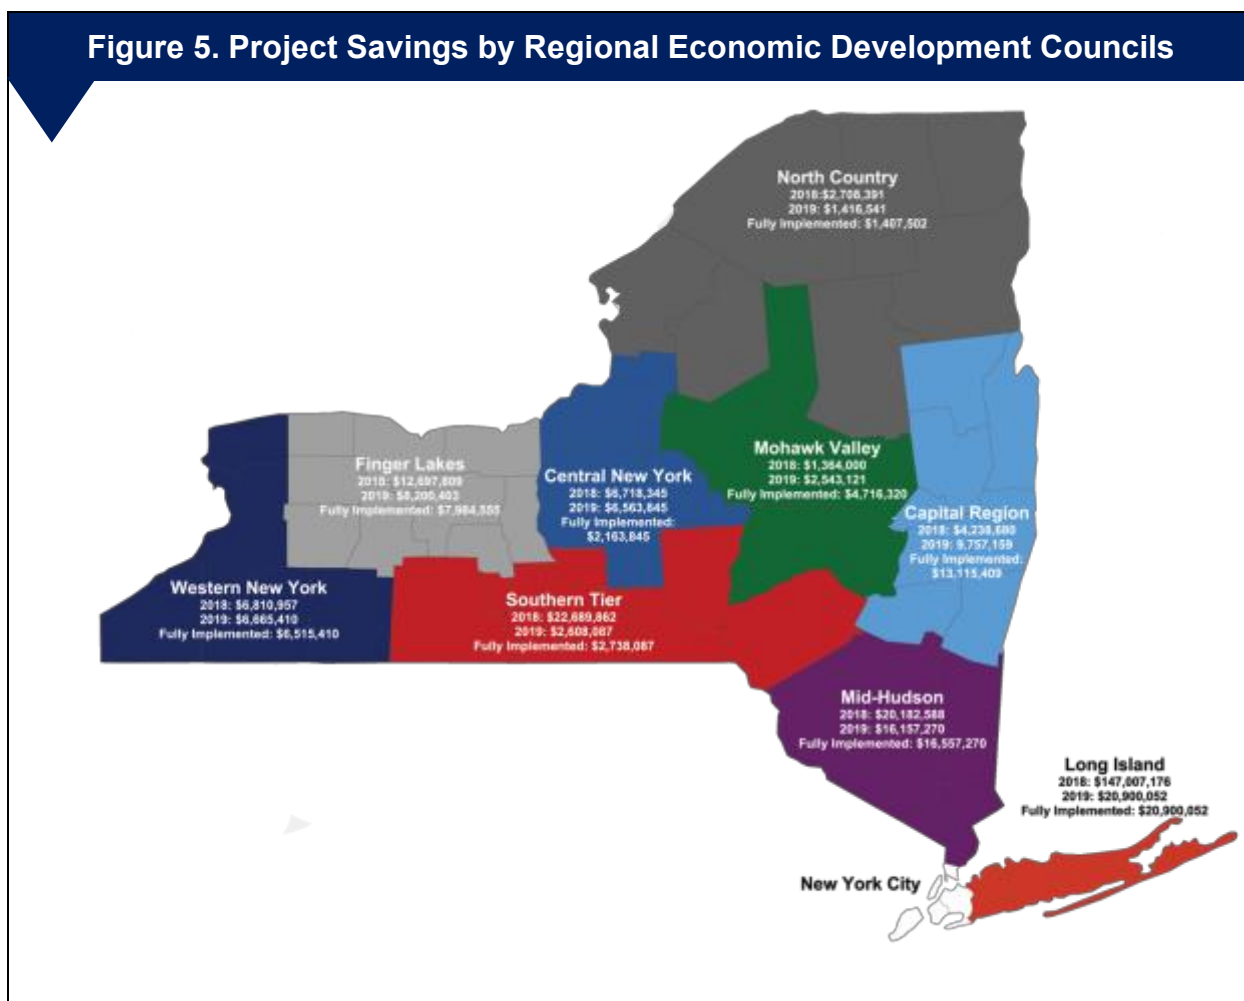 Figure 5. Project Savings by Regional Economic Development Councils
North Country
2018:$2,708,391
2019: $1,416,541
Fully Implemented: $1,407,502
Mohawk Valley
2018: $1,364,000
2019: $2,543,121
Fully Implemented: $4,716,320
Finger Lakes
2018: $12,697,809
2019: $8,200,403
Fully Implemented: $7,984,555
Central New York
2018: $6,718,345
2019: $6,563,845
Fully Implemented:
$2,163,845
Capital Region
2018: $4,238,680
2019: 9,757,159
Fully Implemented:
$13,115,409
Western New York
2018: $6,810,957
2019: $6,665,410
Fully Implemented: $6,515,410
Southern Tier
2018: $22,689,862
2019: $2,608,087
Fully Implemented: $2,738,087
Mid-Hudson
2018: $20,182,588
2019: $16,157,270
Fully Implemented: $16,557,270
Long Island
2018: $147,007,176
2019: $20,900,052
Fully Implemented: $20,900,052
New York City